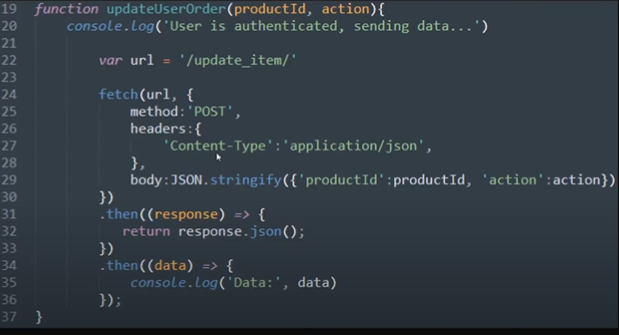 19 function updateUserOrder(productId, action){
20 console.log('User is authenticated, sending data...')
21
22 var url = '/update_item/'
23
24 fetch(url, {
25 method:'POST',
26 headers:{
27 'Content-Type':'application/json',
28 },
29 body:JSON.stringify({'productId':productId, 'action':action})
30 })
31 .then((response) => {
32 return response.json();
33 })
34 .then((data) => {
35 console.log('Data:', data)
36 });
37 }